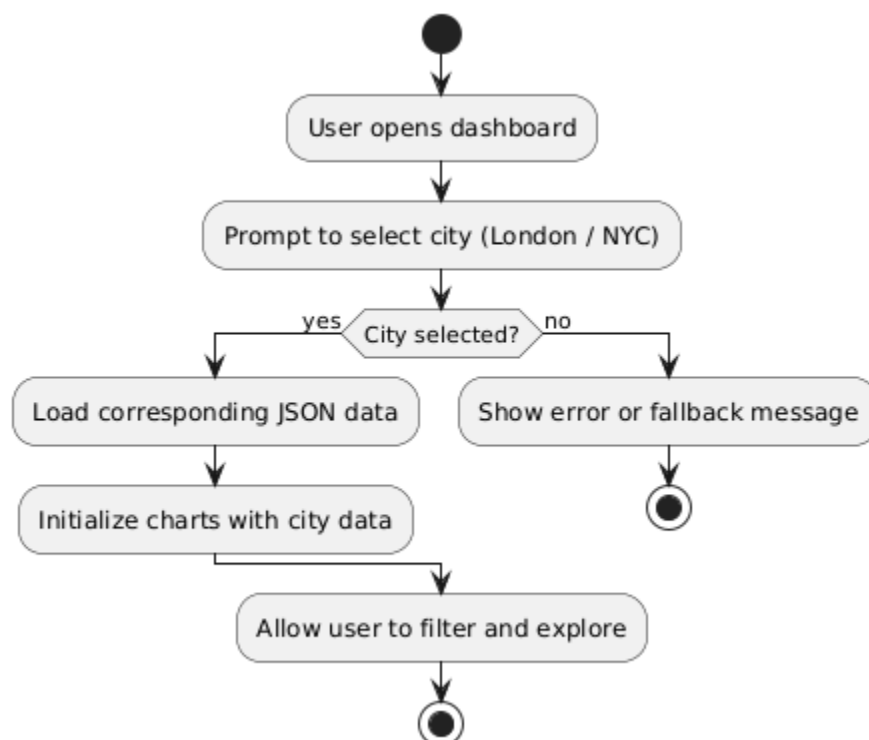 User opens dashboard
Prompt to select city (London / NYC)
yes
City selected?
no
Load corresponding JSON data
Show error or fallback message
Initialize charts with city data
Allow user to filter and explore